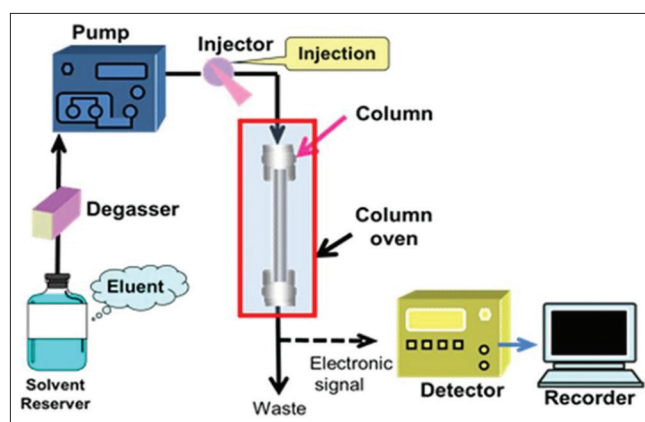 Pump
Injector
Injection
Column
Degasser
Column
oven
Eluent
Solvent
Reserver
Electronic
signal
Waste
Detector
Recorder